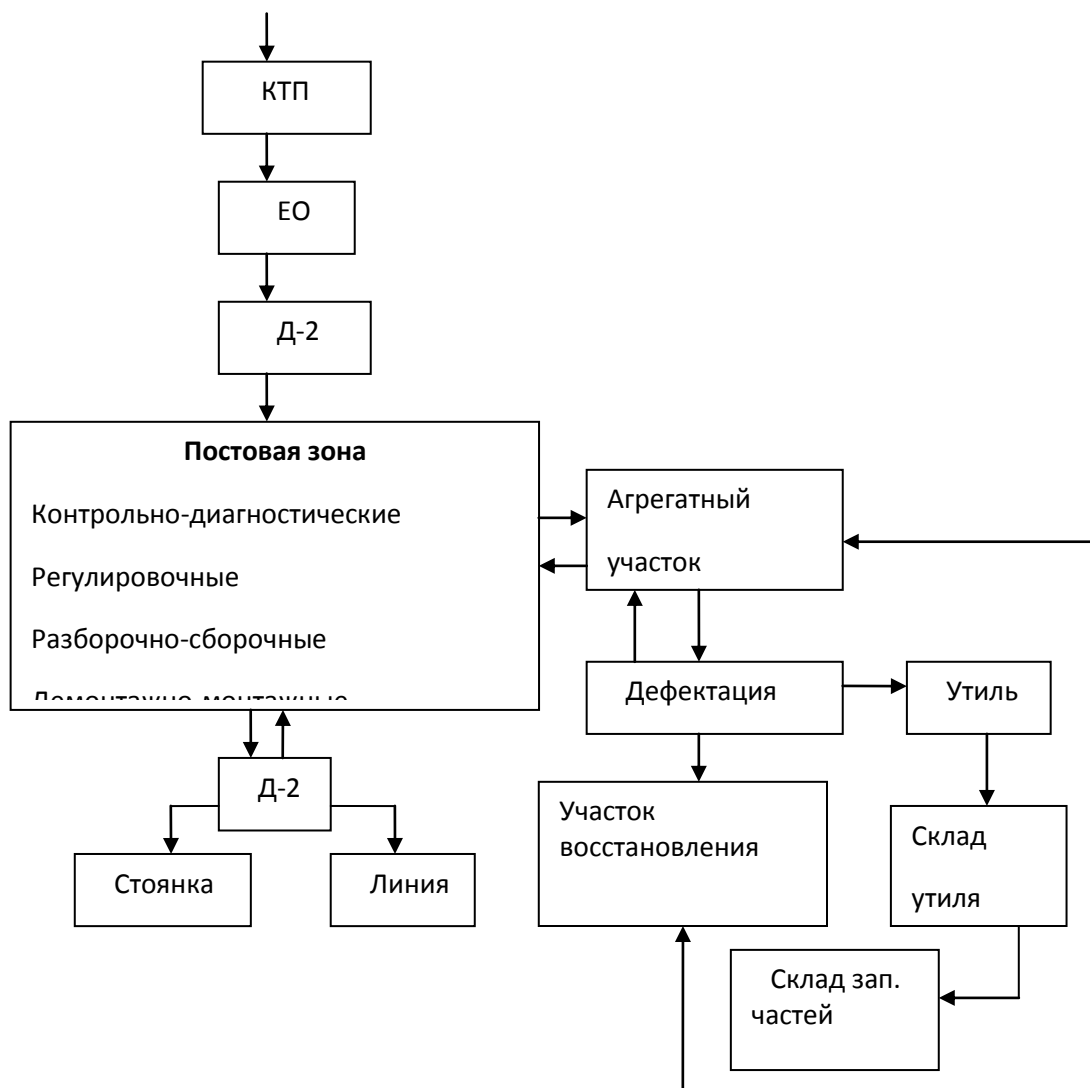 КТП
ЕО
Д-2
Постовая зона
Контрольно-диагностические
Регулировочные
Разборочно-сборочные
Агрегатный
участок
Дефектация
Утиль
Д-2
Участок
восстановления
Склад
утиля
Стоянка
Линия
Склад зап.
частей